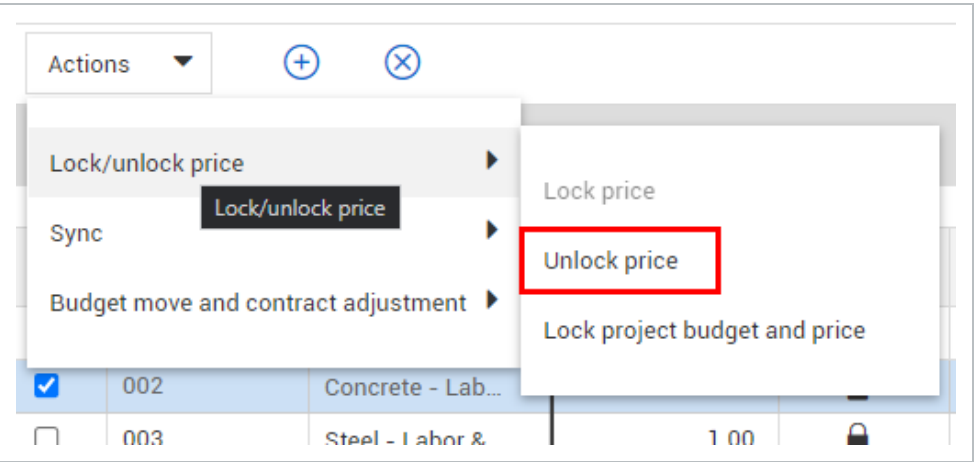 Actions
Lock/unlock price
Lock/unlock price
Sync
Budget move and contract adjustment
Lock price
Unlock price
Lock project budget and price
002 Concrete - Lab...
003 Steel - Labor & 1.00